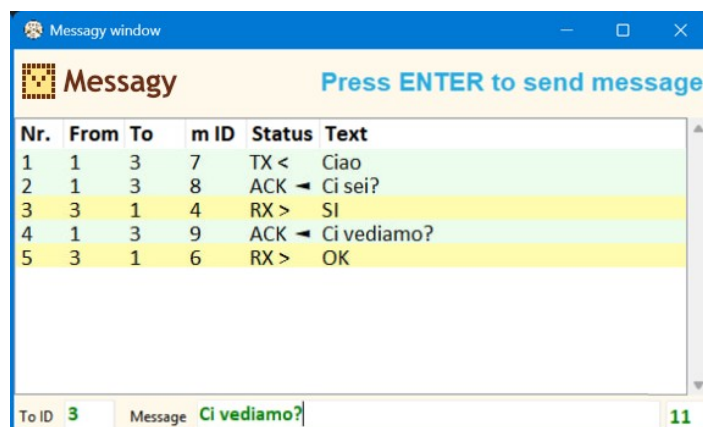 Messagy window
Messagy Press ENTER to send message
Nr. From To m ID Status Text
1 1 3 7 TX < Ciao
2 1 3 8 ACK ◄ Ci sei?
3 3 1 4 RX > SI
4 1 3 9 ACK ◄ Ci vediamo?
5 3 1 6 RX > OK
To ID 3 Message Ci vediamo? 11